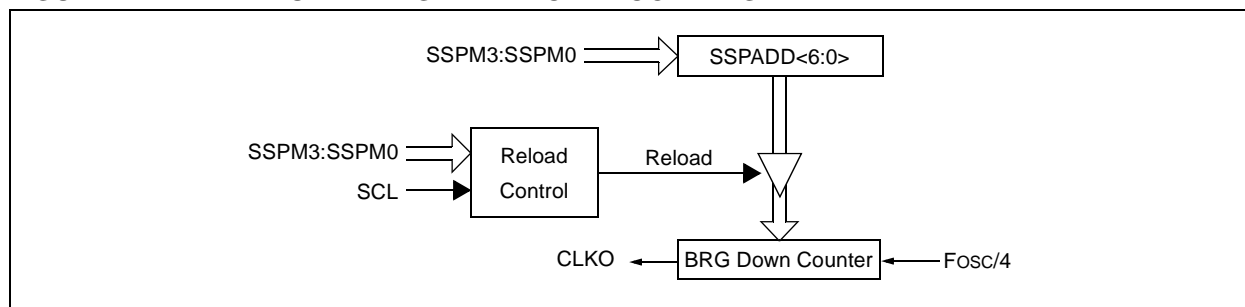 SSPM3:SSPM0
SSPADD<6:0>
SSPM3:SSPM0
SCL
Reload
Control
Reload
CLKO
BRG Down Counter
FOSC/4